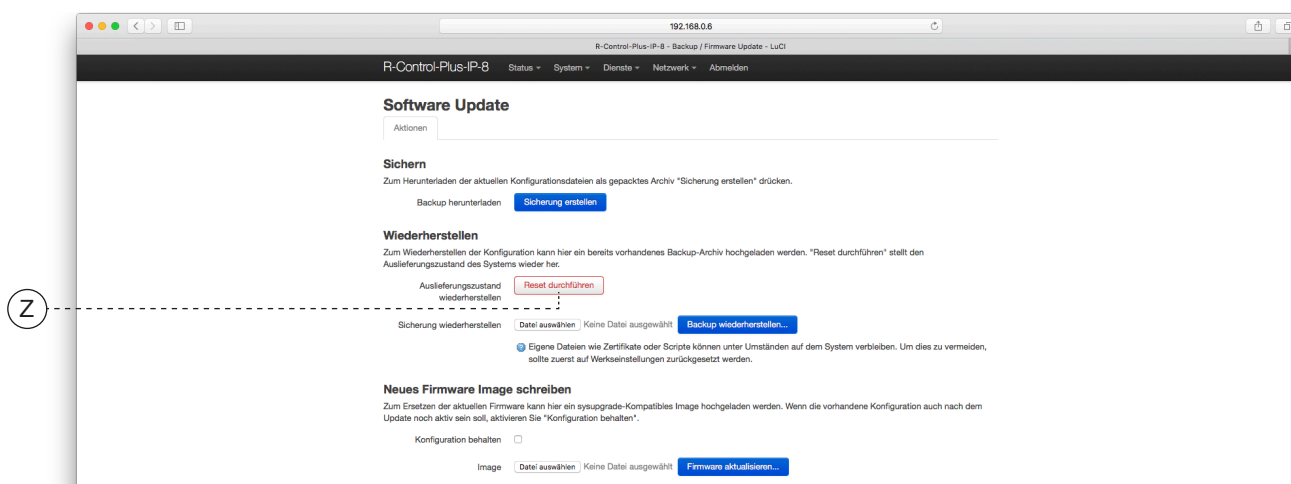 192.168.0.6
R-Control-Plus-IP-8 - Backup / Firmware Update - LuCI
R-Control-Plus-IP-8 Status System Dienste Netzwerk Abmelden
Software Update
Aktionen
Sichern
Zum Herunterladen der aktuellen Konfigurationsdateien als gepacktes Archiv "Sicherung erstellen" drücken.
Backup herunterladen Sicherung erstellen
Wiederherstellen
Zum Wiederherstellen der Konfiguration kann hier ein bereits vorhandenes Backup-Archiv hochgeladen werden. "Reset durchführen" stellt den
Auslieferungszustand des Systems wieder her.
Auslieferungszustand
wiederherstellen
Reset durchführen
Z
Sicherung wiederherstellen Datei auswählen Keine Datei ausgewählt Backup wiederherstellen...
Eigene Dateien wie Zertifikate oder Scripte können unter Umständen auf dem System verbleiben. Um dies zu vermeiden,
sollte zuerst auf Werkseinstellungen zurückgesetzt werden.
Neues Firmware Image schreiben
Zum Ersetzen der aktuellen Firmware kann hier ein sysupgrade-Kompatibles Image hochgeladen werden. Wenn die vorhandene Konfiguration auch nach dem
Update noch aktiv sein soll, aktivieren Sie "Konfiguration behalten".
Konfiguration behalten
Image Datei auswählen Keine Datei ausgewählt Firmware aktualisieren...